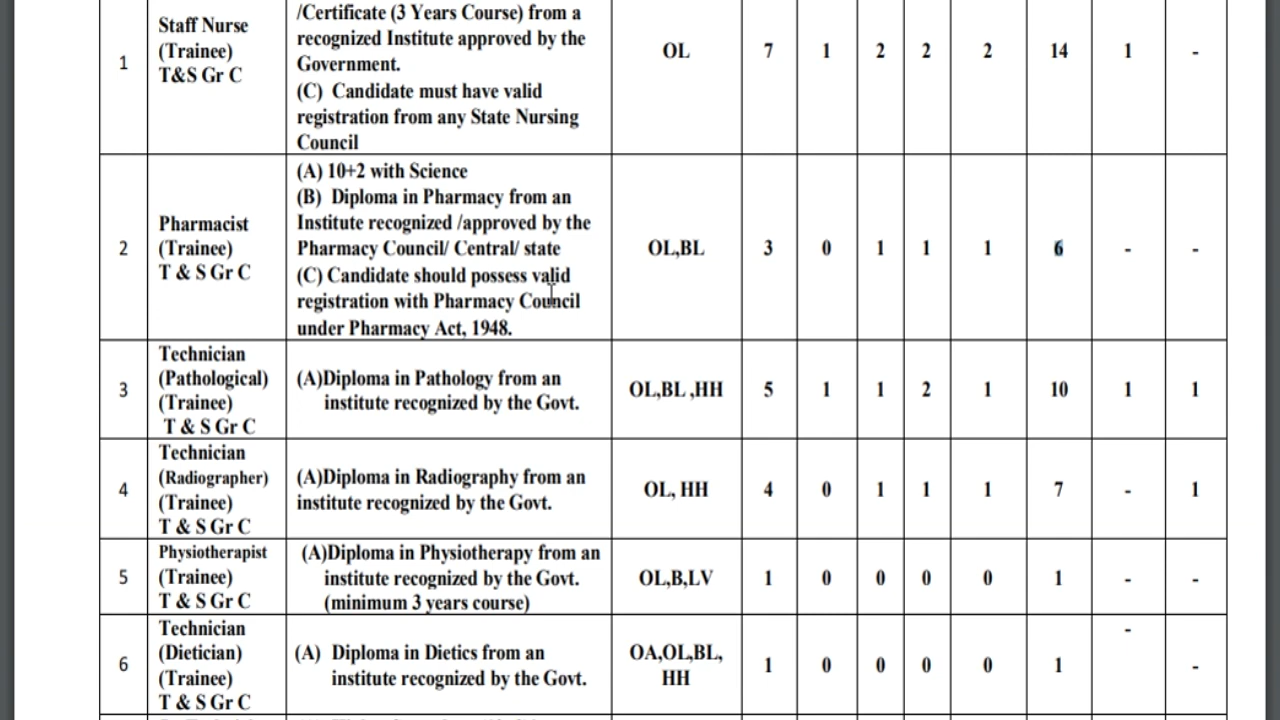 1
Staff Nurse
(Trainee)
T&S Gr C
/Certificate (3 Years Course) from a
recognized Institute approved by the
Government.
(C) Candidate must have valid
registration from any State Nursing
Council
OL
7
1
2
2
2
14
1
-
2
Pharmacist
(Trainee)
T & S Gr C
(A) 10+2 with Science
(B) Diploma in Pharmacy from an
Institute recognized /approved by the
Pharmacy Council/ Central/ state
(C) Candidate should possess valid
registration with Pharmacy Council
under Pharmacy Act, 1948.
OL,BL
3
0
1
1
1
6
-
-
3
Technician
(Pathological)
(Trainee)
T & S Gr C
(A)Diploma in Pathology from an
institute recognized by the Govt.
OL,BL ,HH
5
1
1
2
1
10
1
1
4
Technician
(Radiographer)
(Trainee)
T & S Gr C
(A)Diploma in Radiography from an
institute recognized by the Govt.
OL, HH
4
0
1
1
1
7
-
1
5
Physiotherapist
(Trainee)
T & S Gr C
(A)Diploma in Physiotherapy from an
institute recognized by the Govt.
(minimum 3 years course)
OL,B,LV
1
0
0
0
0
1
-
-
6
Technician
(Dietician)
(Trainee)
T & S Gr C
(A) Diploma in Dietics from an
institute recognized by the Govt.
OA,OL,BL,
HH
1
0
0
0
0
1
-
-